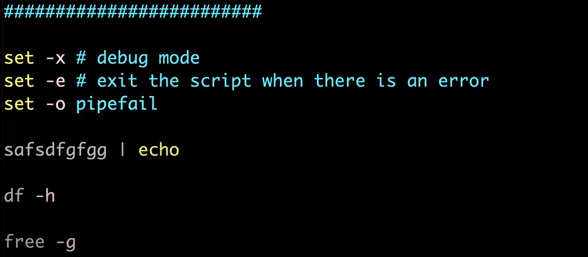 #########################
set -x # debug mode
set -e # exit the script when there is an error
set -o pipefail
safsdfgfgg | echo
df -h
free -g